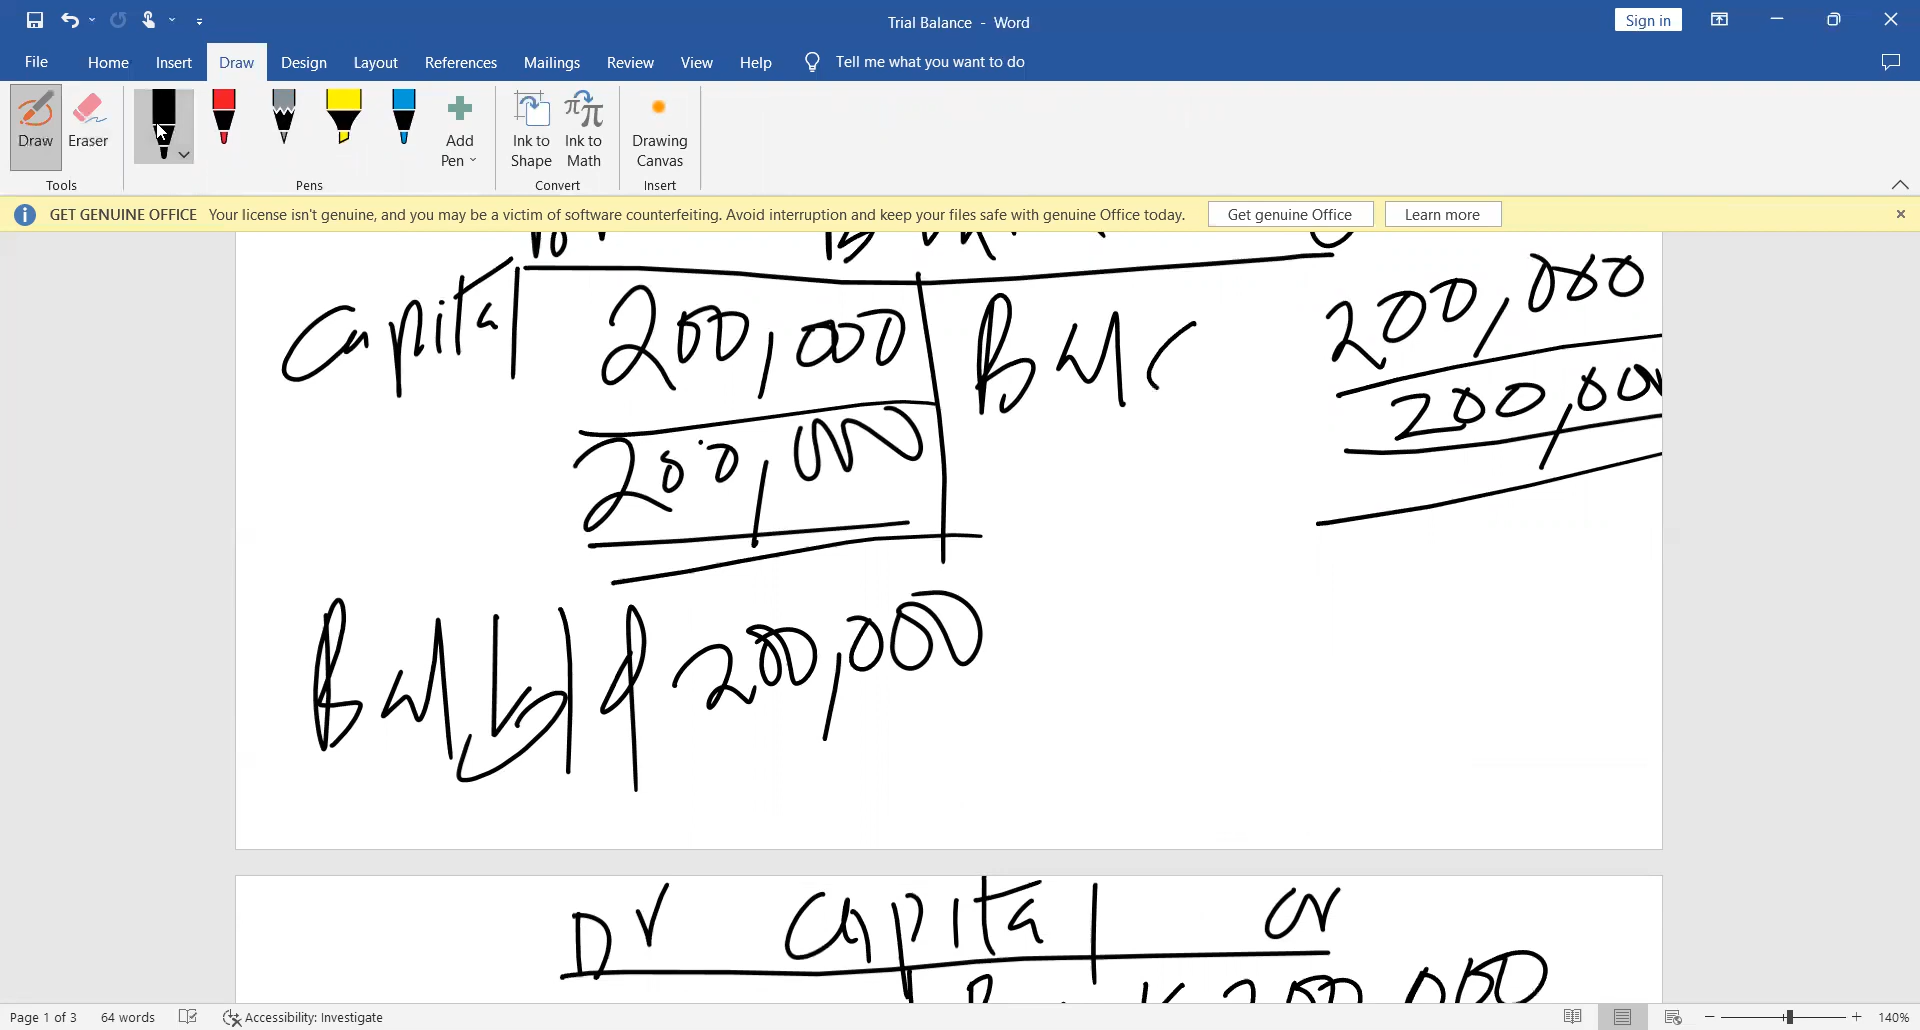 Trial Balance - Word
Sign in
File Home Insert Draw Design Layout References Mailings Review View Help Tell me what you want to do
Draw Eraser Add Pen Ink to Shape Ink to Math Drawing Canvas
Tools Pens Convert Insert
GET GENUINE OFFICE Your license isn't genuine, and you may be a victim of software counterfeiting. Avoid interruption and keep your files safe with genuine Office today. Get genuine Office Learn more
Capital 200,000 Bal c 200,000
200,000 200,000
Bal b/d 200,000
Dr Capital Cr
200,000
Page 1 of 3 64 words Accessibility: Investigate 140%